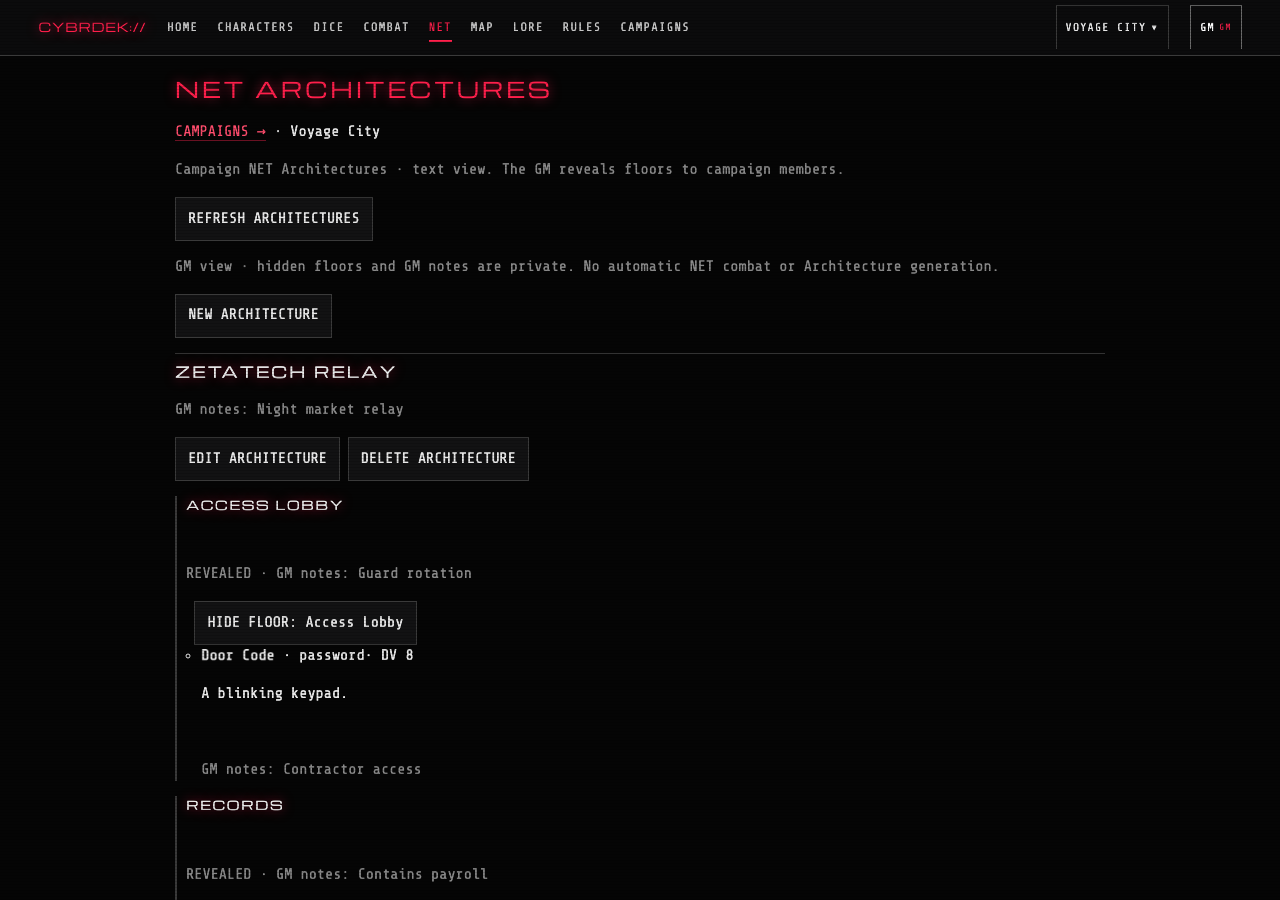 CYBRDEK:// HOME CHARACTERS DICE COMBAT NET MAP LORE RULES CAMPAIGNS VOYAGE CITY ▾ GM GM
NET ARCHITECTURES
CAMPAIGNS → · Voyage City
Campaign NET Architectures · text view. The GM reveals floors to campaign members.
REFRESH ARCHITECTURES
GM view · hidden floors and GM notes are private. No automatic NET combat or Architecture generation.
NEW ARCHITECTURE
ZETATECH RELAY
GM notes: Night market relay
EDIT ARCHITECTURE DELETE ARCHITECTURE
ACCESS LOBBY
REVEALED · GM notes: Guard rotation
HIDE FLOOR: Access Lobby
Door Code · password· DV 8
A blinking keypad.
GM notes: Contractor access
RECORDS
REVEALED · GM notes: Contains payroll